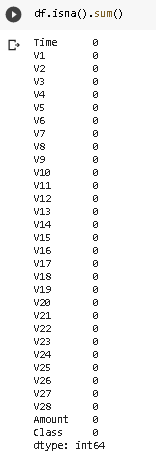 df.isna().sum()
Time 0
V1 0
V2 0
V3 0
V4 0
V5 0
V6 0
V7 0
V8 0
V9 0
V10 0
V11 0
V12 0
V13 0
V14 0
V15 0
V16 0
V17 0
V18 0
V19 0
V20 0
V21 0
V22 0
V23 0
V24 0
V25 0
V26 0
V27 0
V28 0
Amount 0
Class 0
dtype: int64